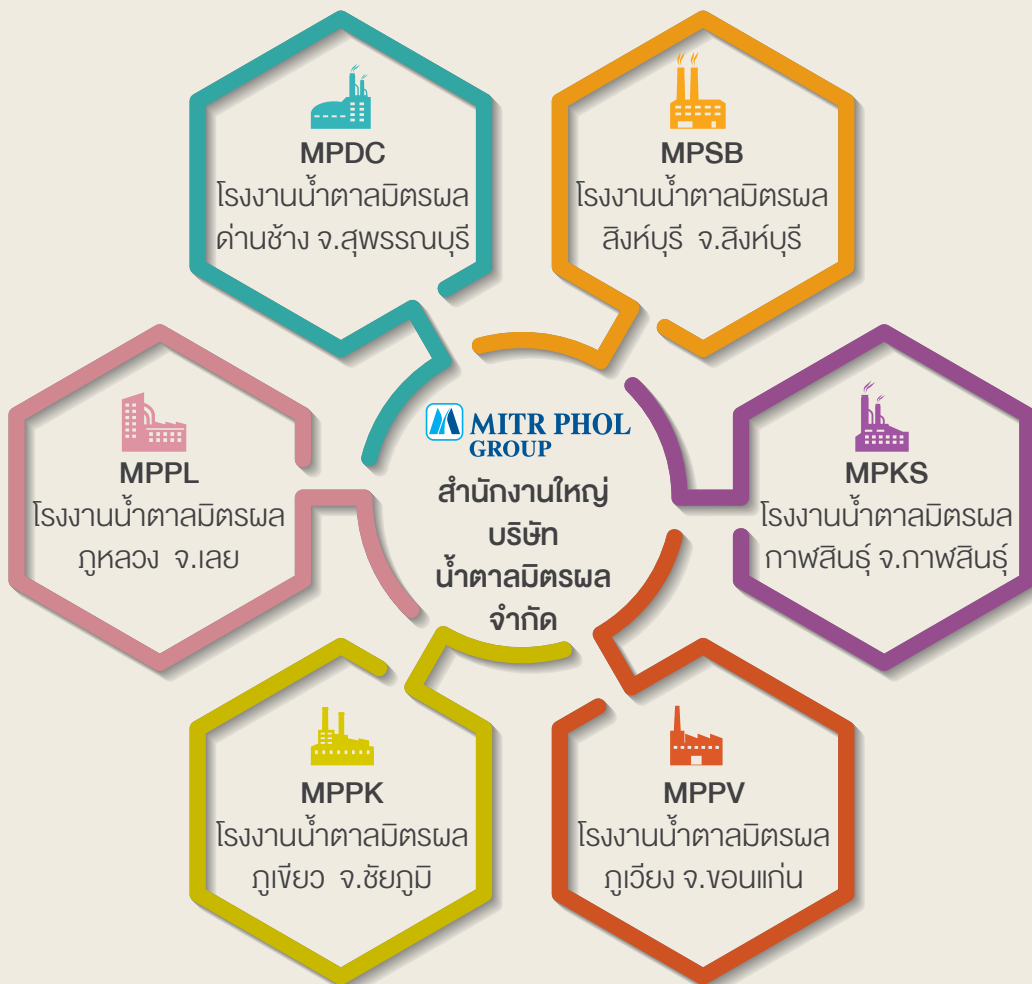 MPDC
โรงงานน้ำตาลมิตรผล
ด่านช้าง จ.สุพรรณบุรี
MPSB
โรงงานน้ำตาลมิตรผล
สิงห์บุรี จ.สิงห์บุรี
MPPL
โรงงานน้ำตาลมิตรผล
ภูหลวง จ.เลย
MITR PHOL
GROUP
สำนักงานใหญ่
บริษัท
น้ำตาลมิตรผล
จำกัด
MPKS
โรงงานน้ำตาลมิตรผล
กาฬสินธุ์ จ.กาฬสินธุ์
MPPK
โรงงานน้ำตาลมิตรผล
ภูเขียว จ.ชัยภูมิ
MPPV
โรงงานน้ำตาลมิตรผล
ภูเวียง จ.ขอนแก่น